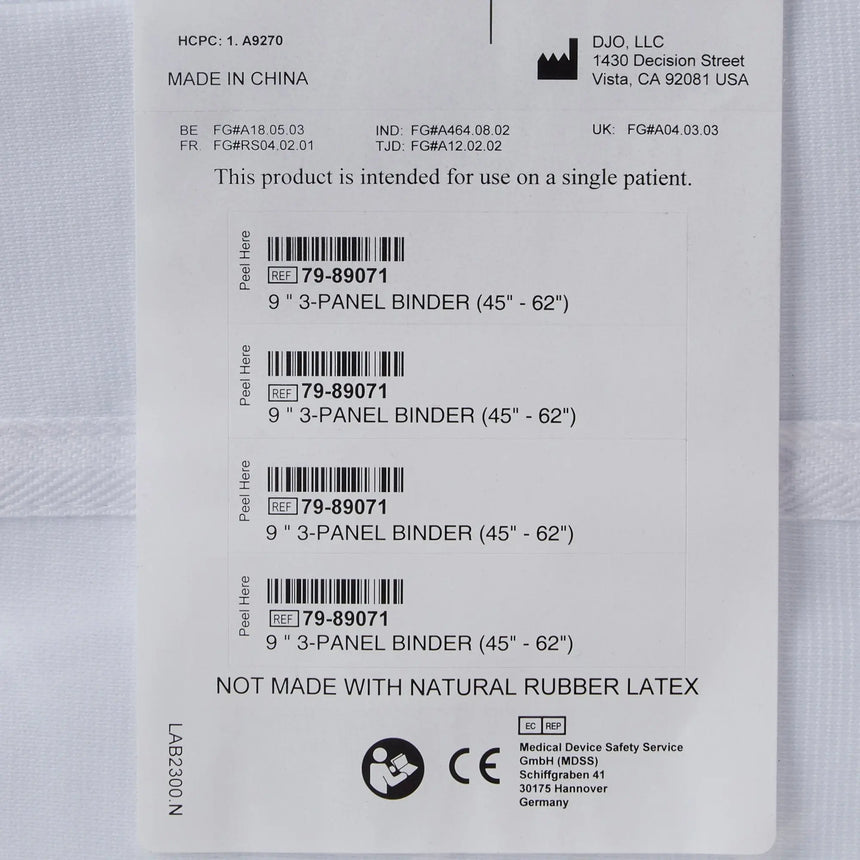 HCPC: 1. A9270
MADE IN CHINA
DJO, LLC
1430 Decision Street
Vista, CA 92081 USA
BE FG#A18.05.03
FR. FG#RS04.02.01
IND: FG#A464.08.02
TJD: FG#A12.02.02
UK: FG#A04.03.03
This product is intended for use on a single patient.
Peel Here
REF 79-89071
9 " 3-PANEL BINDER (45" - 62")
Peel Here
REF 79-89071
9 " 3-PANEL BINDER (45" - 62")
Peel Here
REF 79-89071
9 " 3-PANEL BINDER (45" - 62")
Peel Here
REF 79-89071
9 " 3-PANEL BINDER (45" - 62")
NOT MADE WITH NATURAL RUBBER LATEX
LAB2300.N
CE
EC REP
Medical Device Safety Service
GmbH (MDSS)
Schiffgraben 41
30175 Hannover
Germany